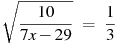 √(10/(7x − 29)) = 1/3